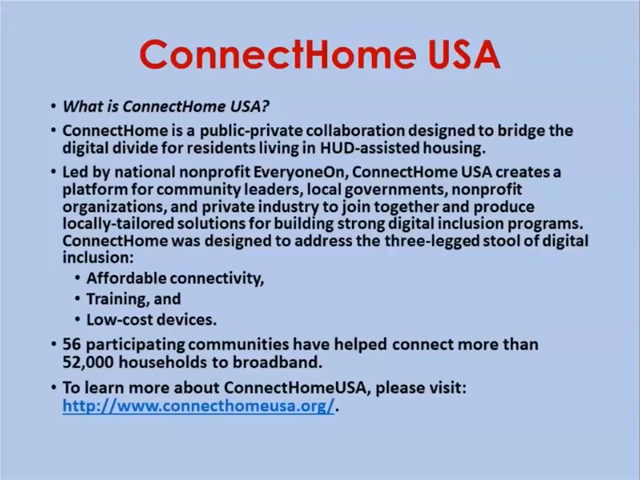 ConnectHome USA
• What is ConnectHome USA?
• ConnectHome is a public-private collaboration designed to bridge the
digital divide for residents living in HUD-assisted housing.
• Led by national nonprofit EveryoneOn, ConnectHome USA creates a
platform for community leaders, local governments, nonprofit
organizations, and private industry to join together and produce
locally-tailored solutions for building strong digital inclusion programs.
ConnectHome was designed to address the three-legged stool of digital
inclusion:
• Affordable connectivity,
• Training, and
• Low-cost devices.
• 56 participating communities have helped connect more than
52,000 households to broadband.
• To learn more about ConnectHomeUSA, please visit:
http://www.connecthomeusa.org/.